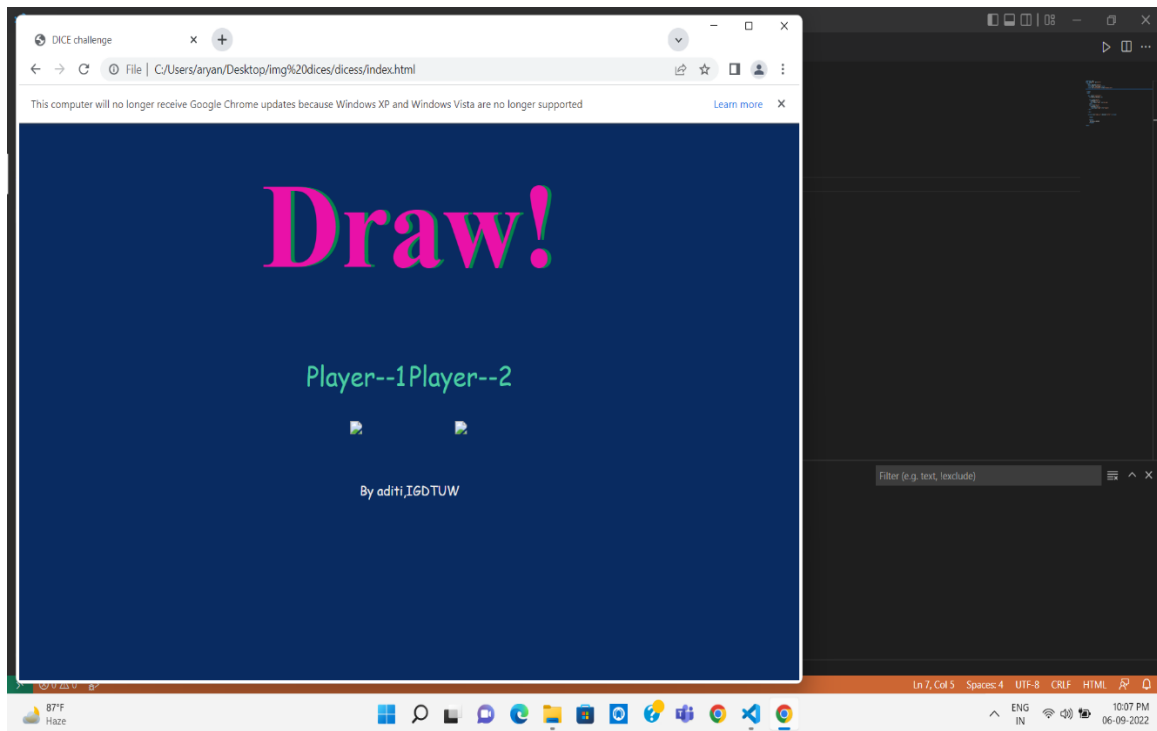 DICE challenge
File | C:/Users/aryan/Desktop/img%20dices/dicess/index.html
This computer will no longer receive Google Chrome updates because Windows XP and Windows Vista are no longer supported
Learn more
Draw!
Player--1Player--2
By aditi,IGDTUW
Filter (e.g. text, !exclude)
Ln 7, Col 5 Spaces: 4 UTF-8 CRLF HTML
87°F
Haze
ENG
IN
10:07 PM
06-09-2022